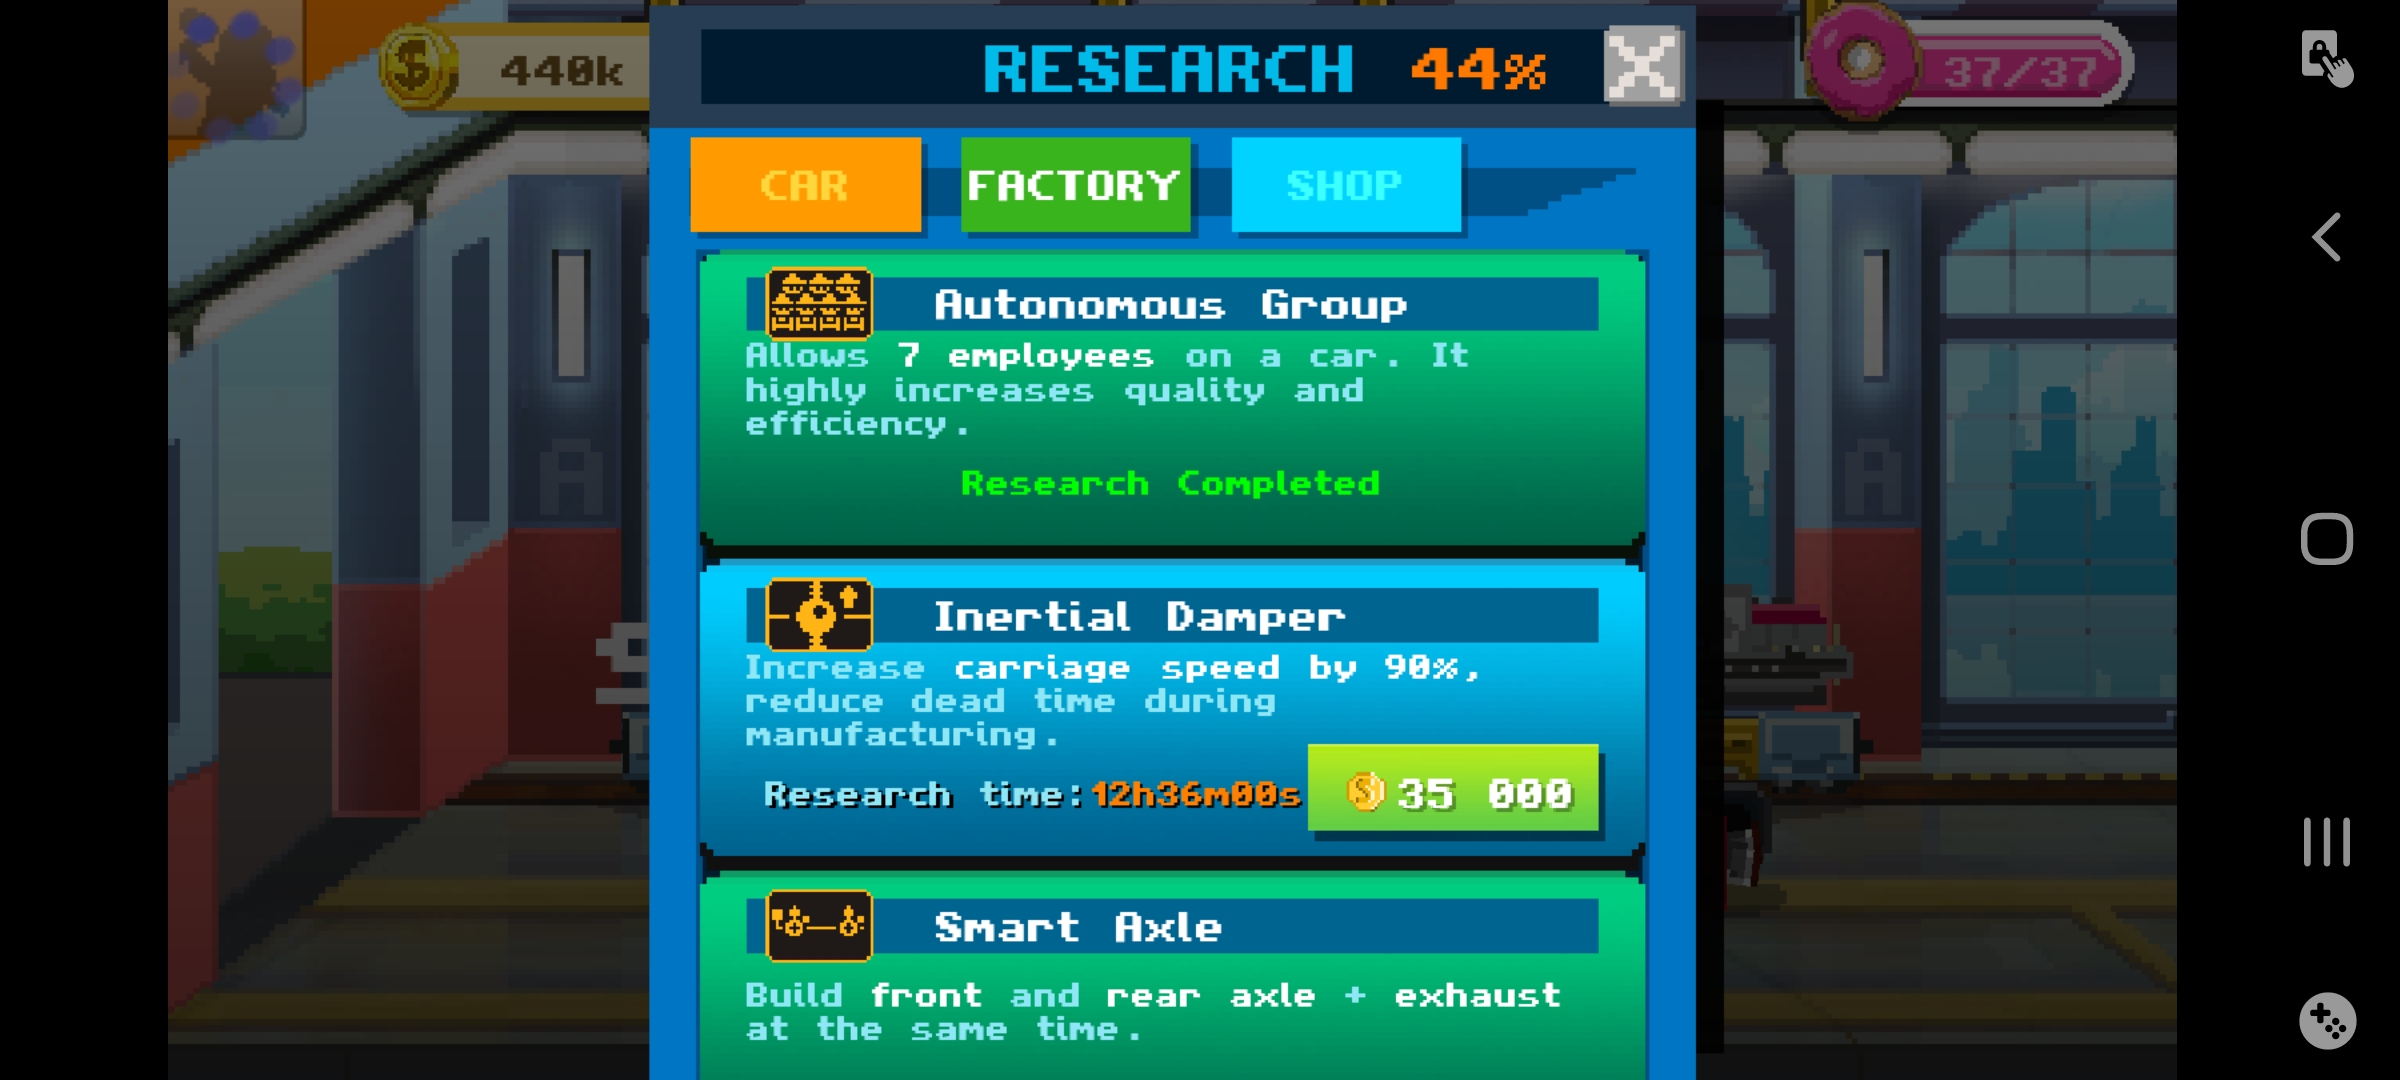 440k
RESEARCH 44%
37/37
CAR FACTORY SHOP
Autonomous Group
Allows 7 employees on a car. It
highly increases quality and
efficiency.
Research Completed
A
A
Inertial Damper
Increase carriage speed by 90%,
reduce dead time during
manufacturing.
Research time:12h36m00s 35 000
Smart Axle
Build front and rear axle + exhaust
at the same time.